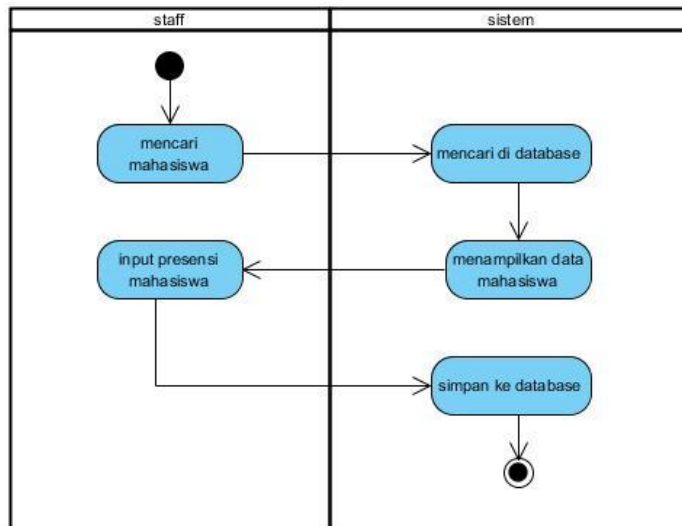 staff
sistem
mencari
mahasiswa
mencari di database
input presensi
mahasiswa
menampilkan data
mahasiswa
simpan ke database